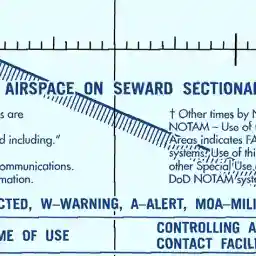 AIRSPACE ON SEWARD SECTIONAL
s are
d including."
ommunications.
mation.
† Other times by N
NOTAM – Use of
Areas indicates FA
systems. Use of thi
other Special Use
DoD NOTAM syste
CTED, W–WARNING, A–ALERT, MOA–MILI
ME OF USE
CONTROLLING A
CONTACT FACIL